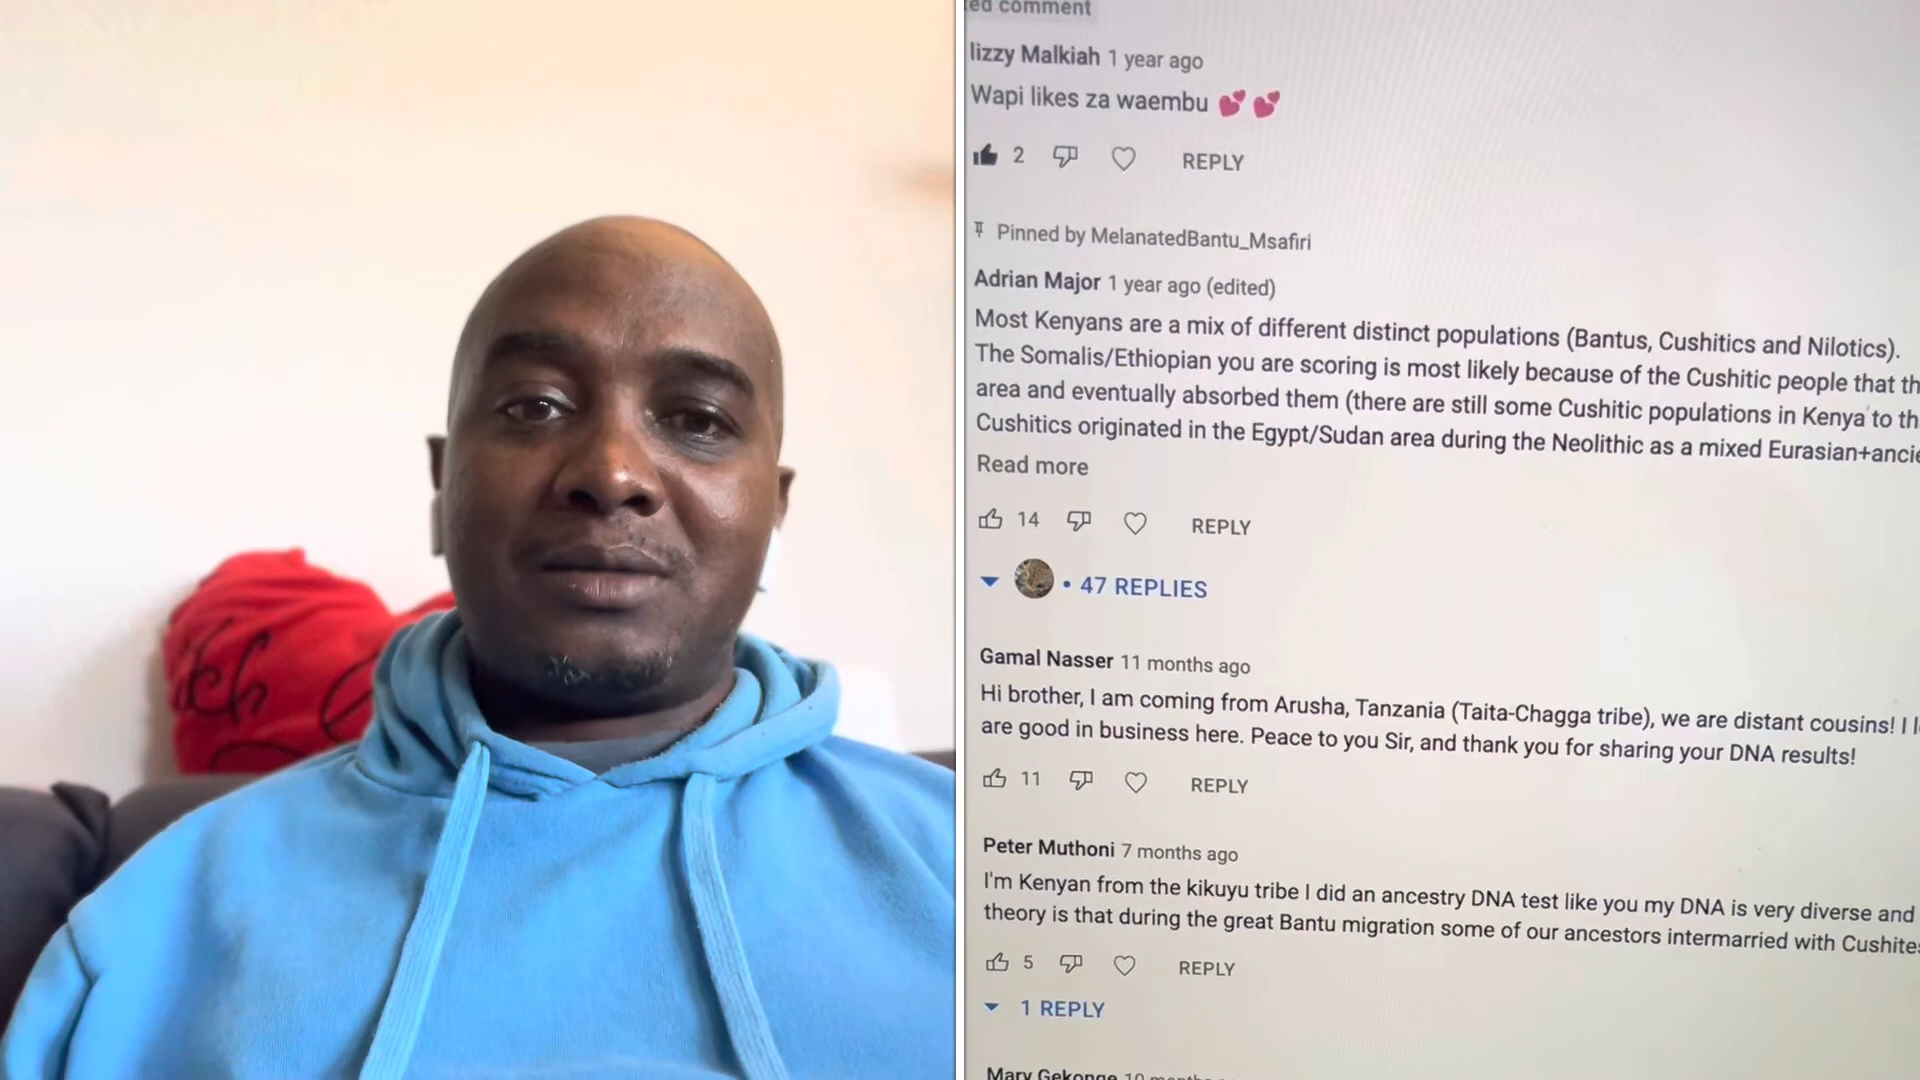 ed comment
lizzy Malkiah 1 year ago
Wapi likes za waembu 💕 💕
2 REPLY
Pinned by MelanatedBantu_Msafiri
Adrian Major 1 year ago (edited)
Most Kenyans are a mix of different distinct populations (Bantus, Cushitics and Nilotics).
The Somalis/Ethiopian you are scoring is most likely because of the Cushitic people that th
area and eventually absorbed them (there are still some Cushitic populations in Kenya to th
Cushitics originated in the Egypt/Sudan area during the Neolithic as a mixed Eurasian+ancie
Read more
14 REPLY
• 47 REPLIES
Gamal Nasser 11 months ago
Hi brother, I am coming from Arusha, Tanzania (Taita-Chagga tribe), we are distant cousins! I l
are good in business here. Peace to you Sir, and thank you for sharing your DNA results!
11 REPLY
Peter Muthoni 7 months ago
I'm Kenyan from the kikuyu tribe I did an ancestry DNA test like you my DNA is very diverse and
theory is that during the great Bantu migration some of our ancestors intermarried with Cushites
5 REPLY
1 REPLY
Mary Gekonge 10 months